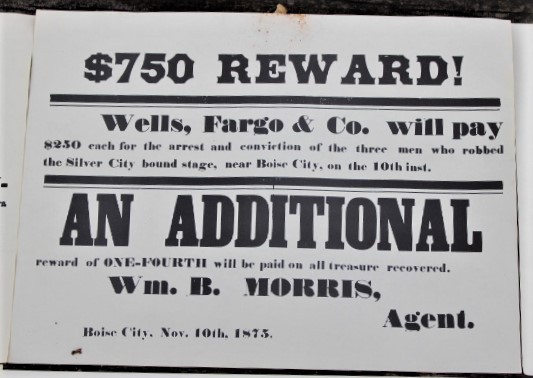 $750 REWARD!
Wells, Fargo & Co. will pay
$250 each for the arrest and conviction of the three men who robbed
the Silver City bound stage, near Boise City, on the 10th inst.
AN ADDITIONAL
reward of ONE-FOURTH will be paid on all treasure recovered.
Wm. B. MORRIS,
Agent.
Boise City, Nov. 10th, 1875.